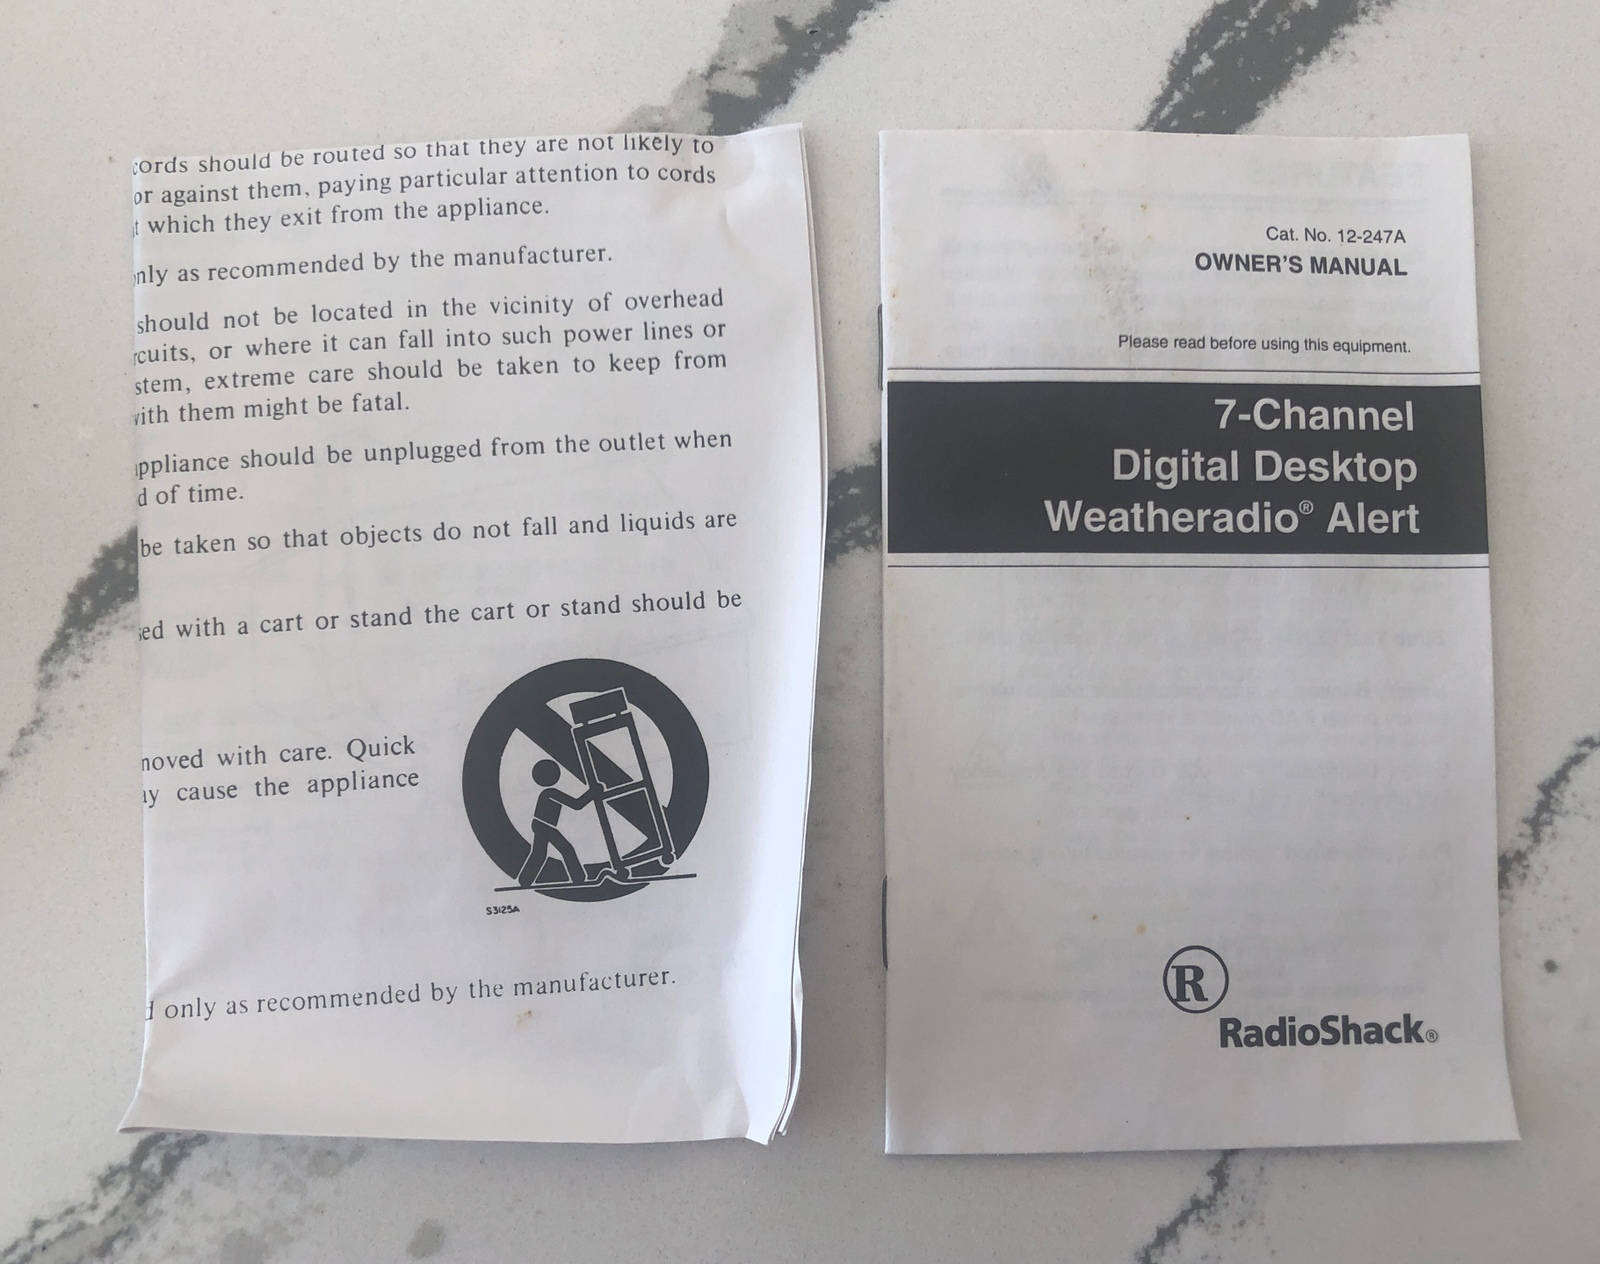 cords should be routed so that they are not likely to
or against them, paying particular attention to cords
which they exit from the appliance.
only as recommended by the manufacturer.
should not be located in the vicinity of overhead
rcuits, or where it can fall into such power lines or
stem, extreme care should be taken to keep from
with them might be fatal.
appliance should be unplugged from the outlet when
d of time.
be taken so that objects do not fall and liquids are
sed with a cart or stand the cart or stand should be
moved with care. Quick
ay cause the appliance
S3125A
d only as recommended by the manufacturer.
Cat. No. 12-247A
OWNER'S MANUAL
Please read before using this equipment.
7-Channel
Digital Desktop
Weatheradio® Alert
R
RadioShack®